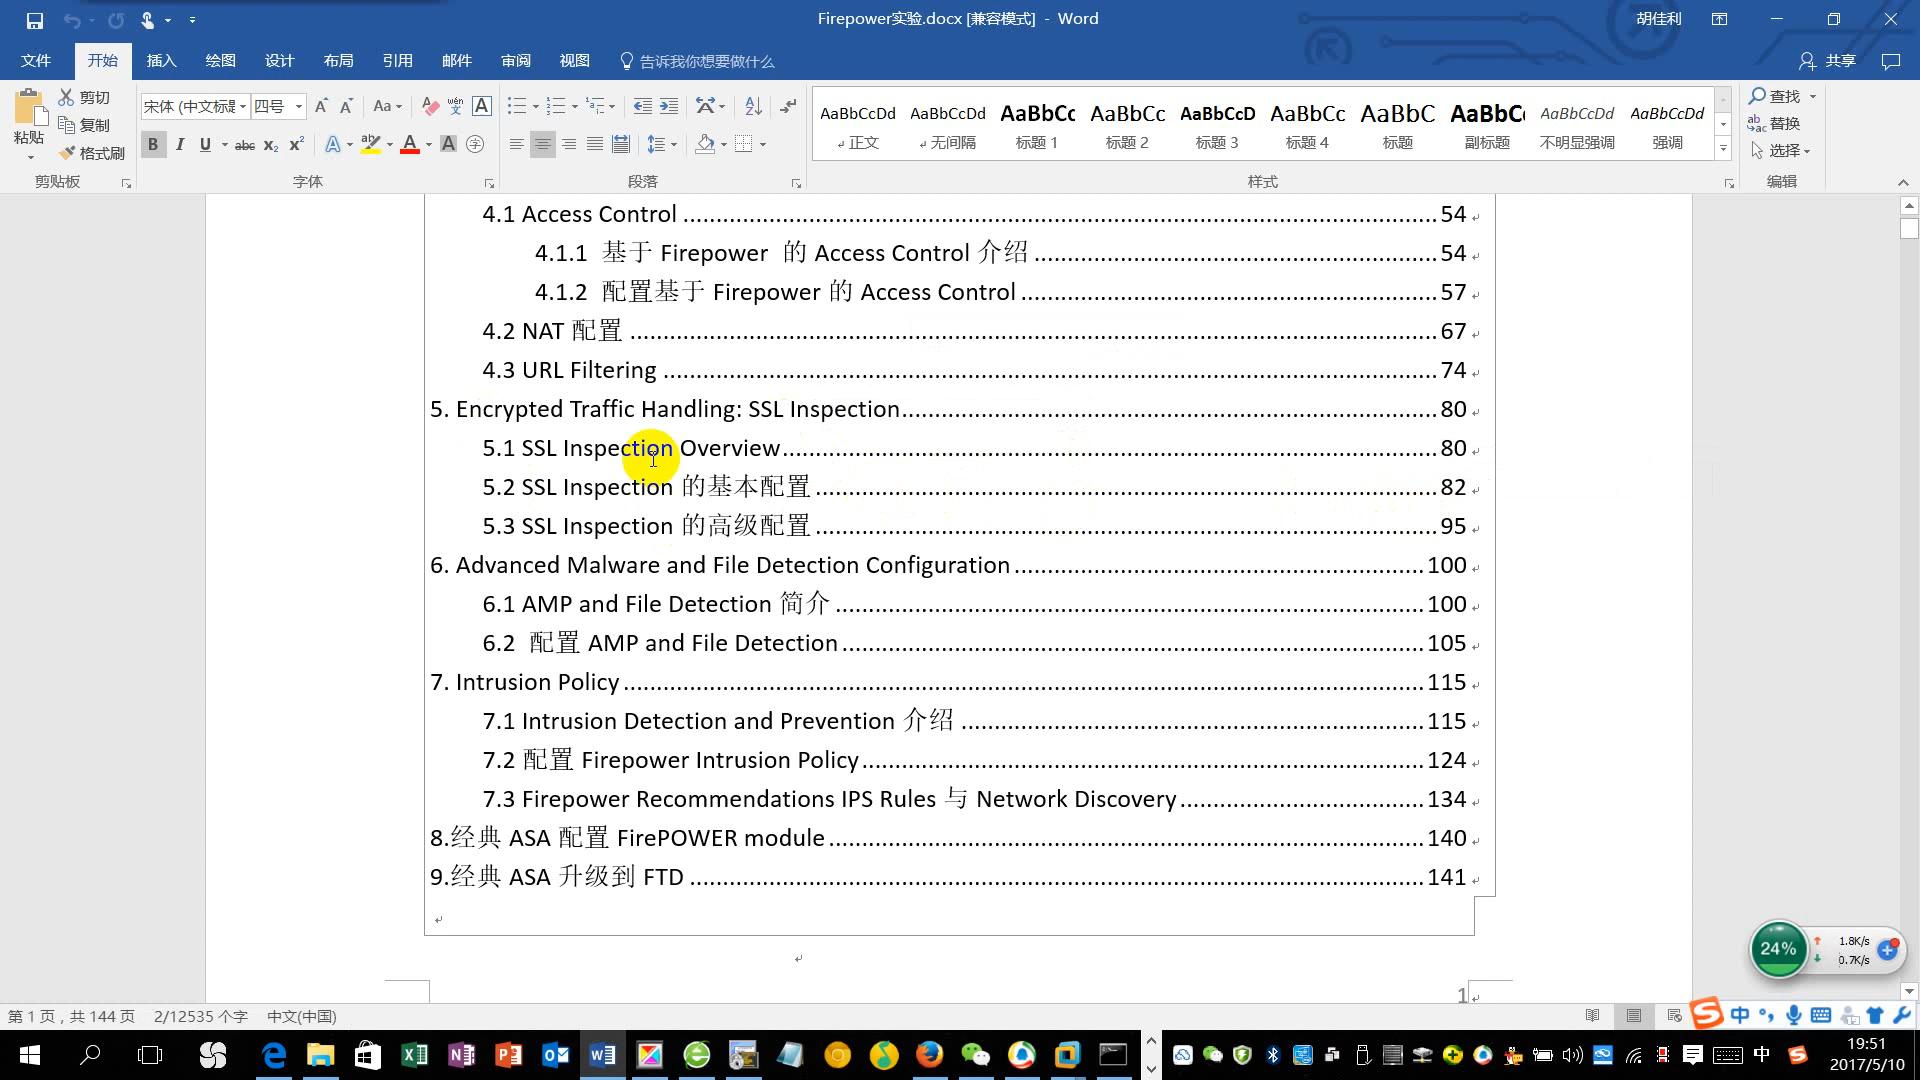 Firepower实验.docx [兼容模式] - Word
胡佳利
文件 开始 插入 绘图 设计 布局 引用 邮件 审阅 视图 告诉我你想要做什么 共享
粘贴 剪切 复制 格式刷
宋体 (中文标题 四号
剪贴板 字体 段落 样式 编辑
AaBbCcDd AaBbCcDd AaBbCc AaBbCc AaBbCcD AaBbCc AaBbC AaBbC AaBbCcDd AaBbCcDd
正文 无间隔 标题 1 标题 2 标题 3 标题 4 标题 副标题 不明显强调 强调
查找
替换
选择
4.1 Access Control 54
4.1.1 基于 Firepower 的 Access Control 介绍 54
4.1.2 配置基于 Firepower 的 Access Control 57
4.2 NAT 配置 67
4.3 URL Filtering 74
5. Encrypted Traffic Handling: SSL Inspection 80
5.1 SSL Inspection Overview 80
5.2 SSL Inspection 的基本配置 82
5.3 SSL Inspection 的高级配置 95
6. Advanced Malware and File Detection Configuration 100
6.1 AMP and File Detection 简介 100
6.2 配置 AMP and File Detection 105
7. Intrusion Policy 115
7.1 Intrusion Detection and Prevention 介绍 115
7.2 配置 Firepower Intrusion Policy 124
7.3 Firepower Recommendations IPS Rules 与 Network Discovery 134
8.经典 ASA 配置 FirePOWER module 140
9.经典 ASA 升级到 FTD 141
1
24% 1.8K/s
0.7K/s
第 1 页，共 144 页 2/12535 个字 中文(中国)
中
中
19:51
2017/5/10